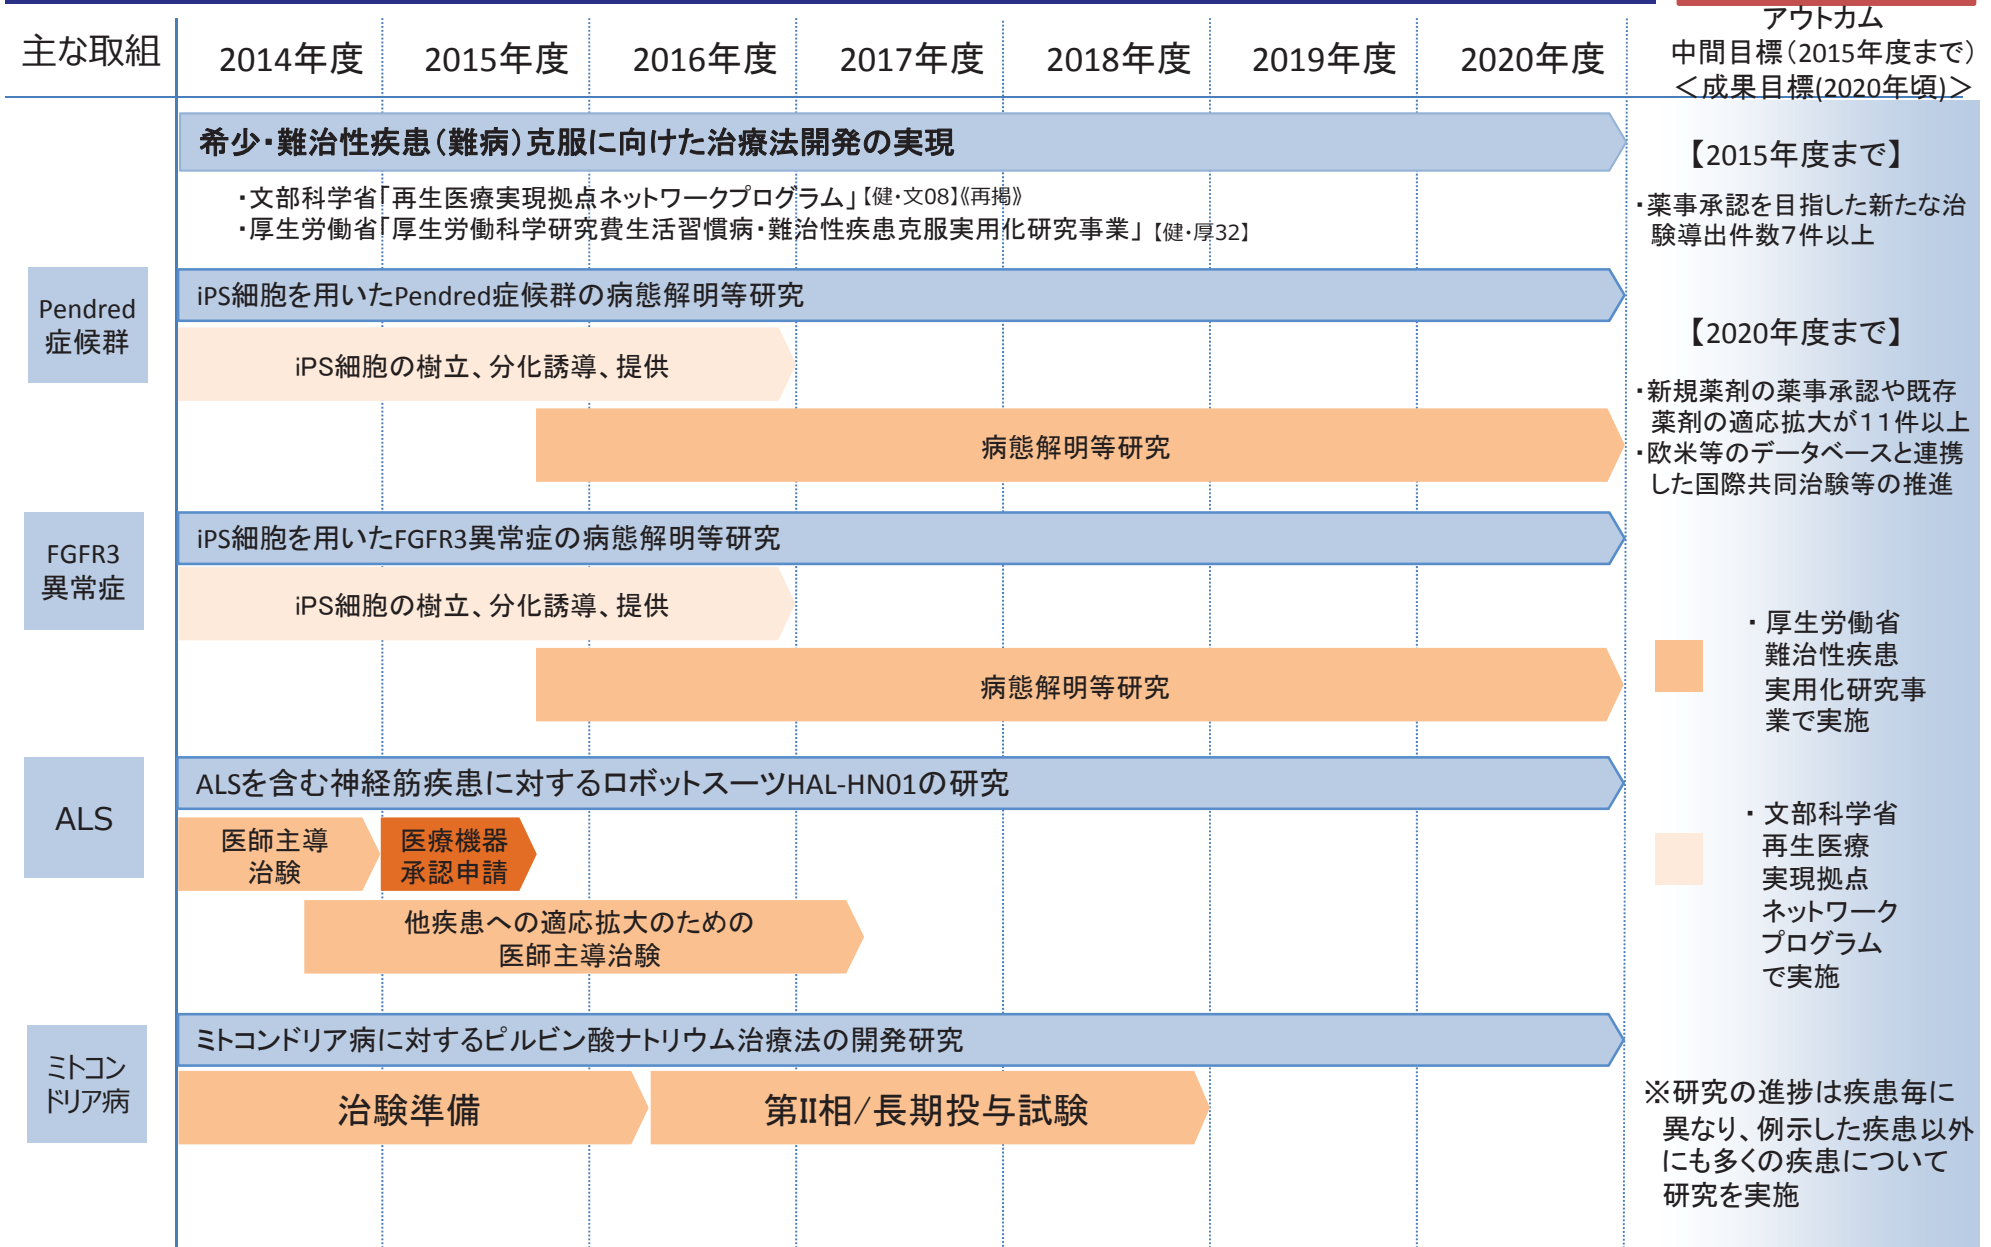 主な取組
2014年度
2015年度
2016年度
2017年度
2018年度
2019年度
2020年度
アウトカム
中間目標(2015年度まで)
＜成果目標(2020年頃)＞
希少・難治性疾患(難病)克服に向けた治療法開発の実現
・文部科学省「再生医療実現拠点ネットワークプログラム」【健・文08】《再掲》
・厚生労働省「厚生労働科学研究費生活習慣病・難治性疾患克服実用化研究事業」【健・厚32】
Pendred
症候群
iPS細胞を用いたPendred症候群の病態解明等研究
iPS細胞の樹立、分化誘導、提供
病態解明等研究
FGFR3
異常症
iPS細胞を用いたFGFR3異常症の病態解明等研究
iPS細胞の樹立、分化誘導、提供
病態解明等研究
ALS
ALSを含む神経筋疾患に対するロボットスーツHAL-HN01の研究
医師主導
治験
医療機器
承認申請
他疾患への適応拡大のための
医師主導治験
ミトコン
ドリア病
ミトコンドリア病に対するピルビン酸ナトリウム治療法の開発研究
治験準備
第II相/長期投与試験
【2015年度まで】
・薬事承認を目指した新たな治
験導出件数7件以上
【2020年度まで】
・新規薬剤の薬事承認や既存
薬剤の適応拡大が11件以上
・欧米等のデータベースと連携
した国際共同治験等の推進
・厚生労働省
難治性疾患
実用化研究事
業で実施
・文部科学省
再生医療
実現拠点
ネットワーク
プログラム
で実施
※研究の進捗は疾患毎に
異なり、例示した疾患以外
にも多くの疾患について
研究を実施